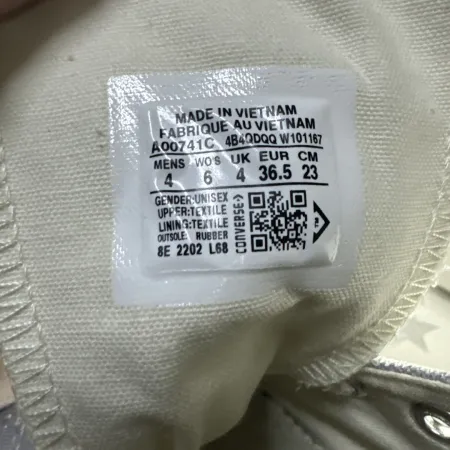 MADE IN VIETNAM
FABRIQUE AU VIETNAM
A00741C 4B4QDQQ W101167
MENS WO'S UK EUR CM
4 6 4 36.5 23
GENDER:UNISEX
UPPER:TEXTILE
LINING:TEXTILE
OUTSOLE: RUBBER
8E 2202 L68
CONVERSE